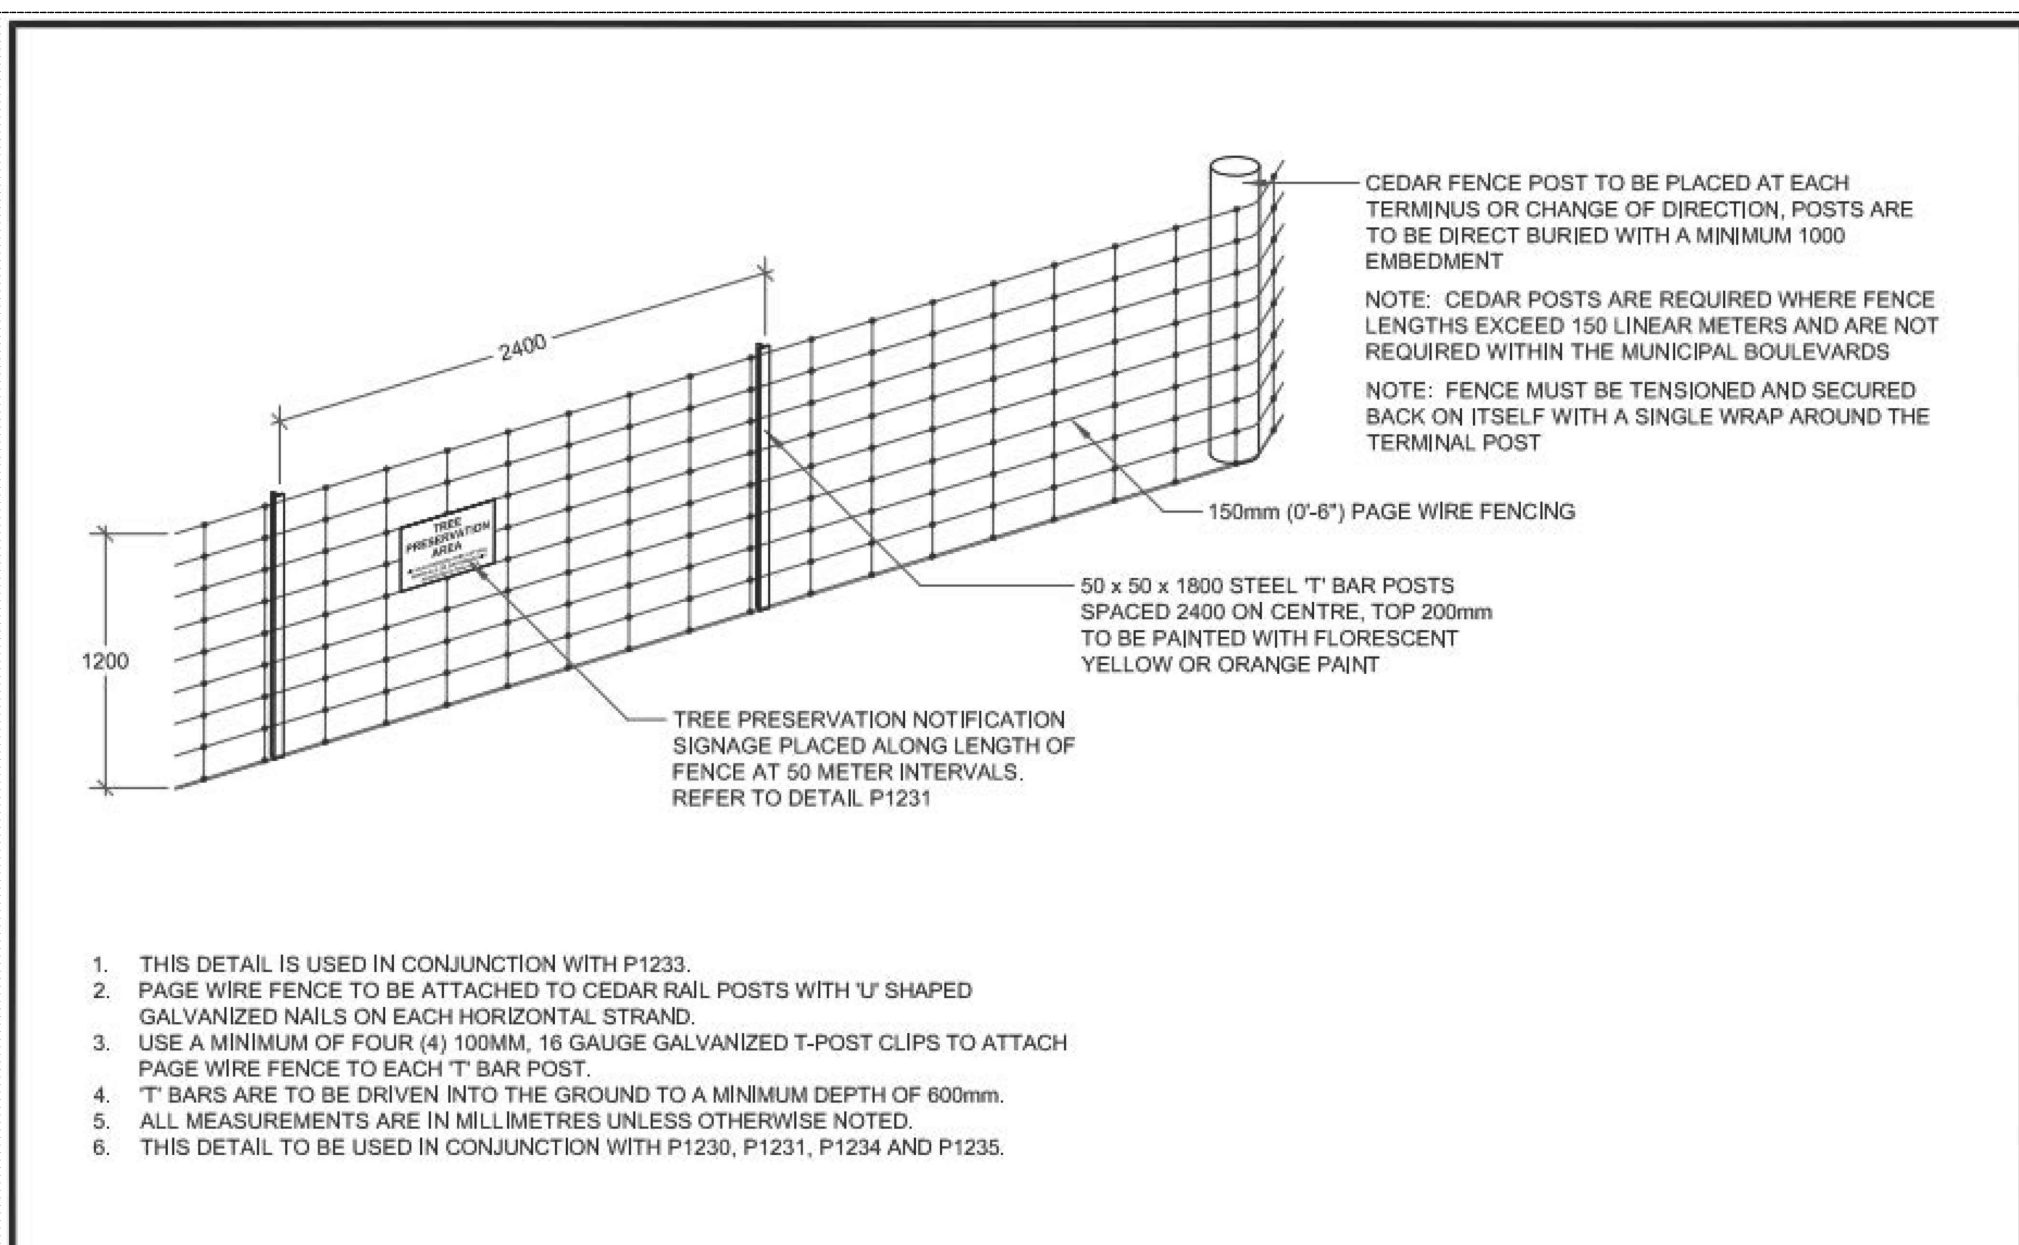 CEDAR FENCE POST TO BE PLACED AT EACH
TERMINUS OR CHANGE OF DIRECTION, POSTS ARE
TO BE DIRECT BURIED WITH A MINIMUM 1000
EMBEDMENT
NOTE: CEDAR POSTS ARE REQUIRED WHERE FENCE
LENGTHS EXCEED 150 LINEAR METERS AND ARE NOT
REQUIRED WITHIN THE MUNICIPAL BOULEVARDS
NOTE: FENCE MUST BE TENSIONED AND SECURED
BACK ON ITSELF WITH A SINGLE WRAP AROUND THE
TERMINAL POST
2400
150mm (0'-6") PAGE WIRE FENCING
TREE
PRESERVATION
AREA
50 x 50 x 1800 STEEL 'T' BAR POSTS
SPACED 2400 ON CENTRE, TOP 200mm
TO BE PAINTED WITH FLORESCENT
YELLOW OR ORANGE PAINT
1200
TREE PRESERVATION NOTIFICATION
SIGNAGE PLACED ALONG LENGTH OF
FENCE AT 50 METER INTERVALS.
REFER TO DETAIL P1231
1. THIS DETAIL IS USED IN CONJUNCTION WITH P1233.
2. PAGE WIRE FENCE TO BE ATTACHED TO CEDAR RAIL POSTS WITH 'U' SHAPED
GALVANIZED NAILS ON EACH HORIZONTAL STRAND.
3. USE A MINIMUM OF FOUR (4) 100MM, 16 GAUGE GALVANIZED T-POST CLIPS TO ATTACH
PAGE WIRE FENCE TO EACH 'T' BAR POST.
4. 'T' BARS ARE TO BE DRIVEN INTO THE GROUND TO A MINIMUM DEPTH OF 600mm.
5. ALL MEASUREMENTS ARE IN MILLIMETRES UNLESS OTHERWISE NOTED.
6. THIS DETAIL TO BE USED IN CONJUNCTION WITH P1230, P1231, P1234 AND P1235.